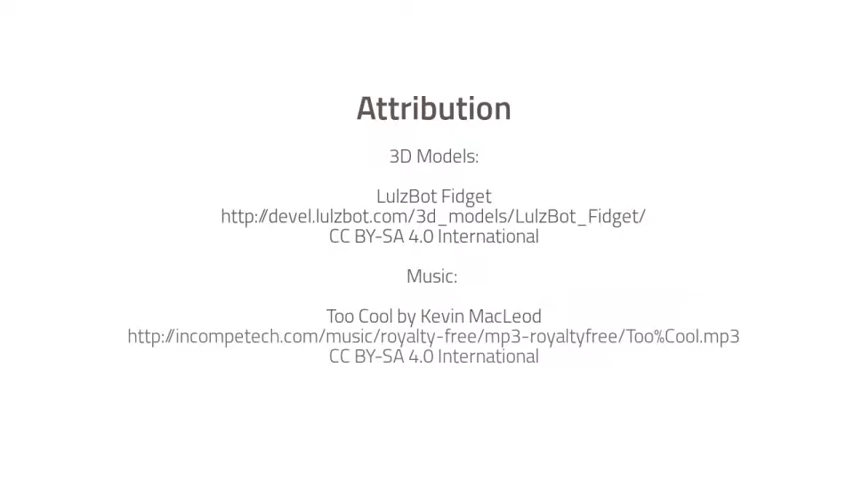 Attribution
3D Models:
LulzBot Fidget
http://devel.lulzbot.com/3d_models/LulzBot_Fidget/
CC BY-SA 4.0 International
Music:
Too Cool by Kevin MacLeod
http://incompetech.com/music/royalty-free/mp3-royaltyfree/Too%Cool.mp3
CC BY-SA 4.0 International